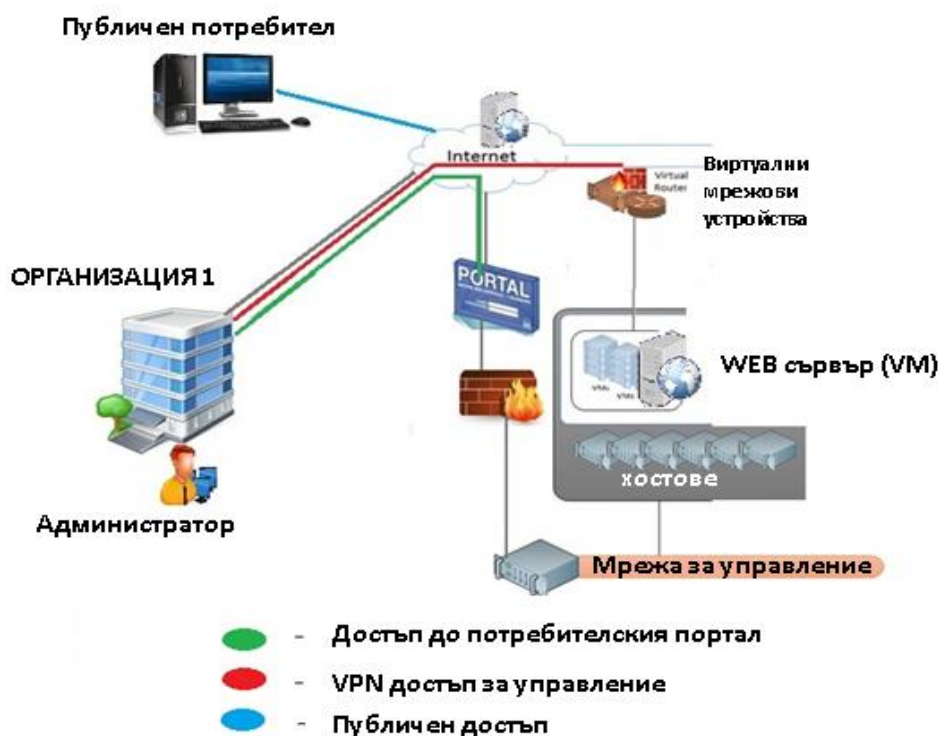 Публичен потребител
Internet
Virtual
Router
Виртуални
мрежови
устройства
ОРГАНИЗАЦИЯ 1
PORTAL
WEB сървър (VM)
VMs
VMs
хостове
Администратор
Мрежа за управление
- Достъп до потребителския портал
- VPN достъп за управление
- Публичен достъп